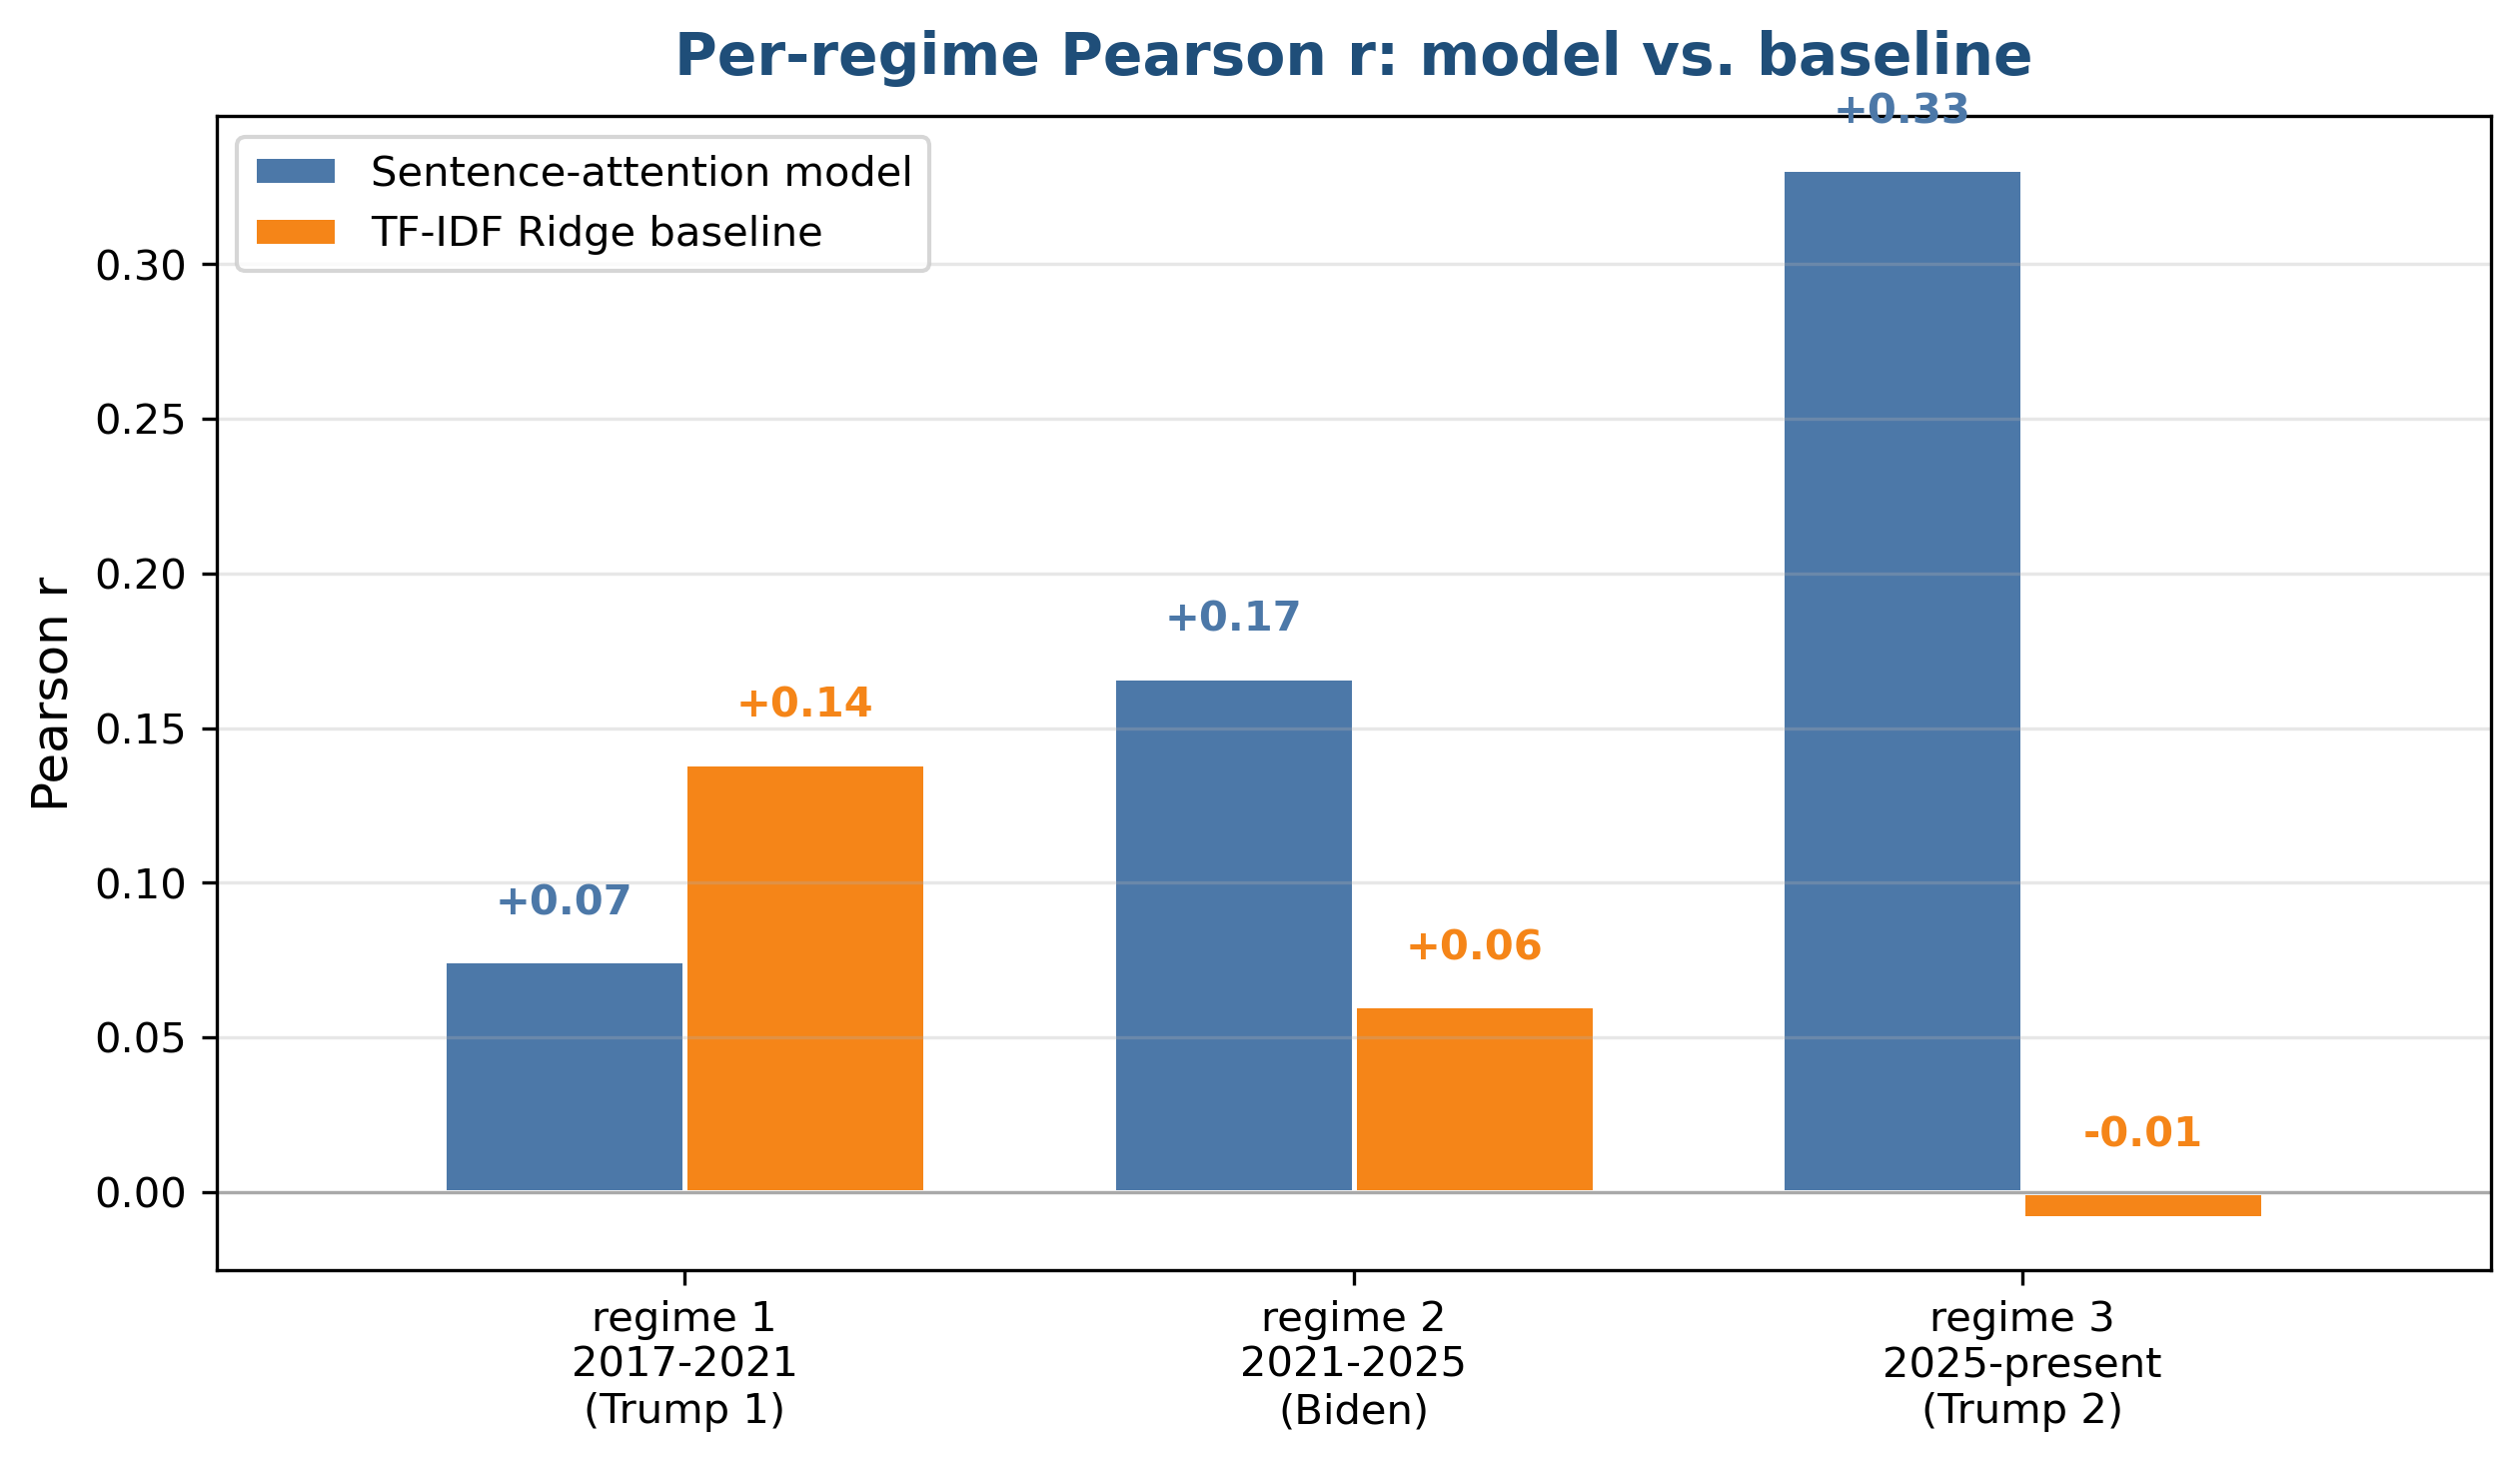 Per-regime Pearson r: model vs. baseline
Sentence-attention model
TF-IDF Ridge baseline
Pearson r
0.30
0.25
0.20
0.15
0.10
0.05
0.00
+0.07
+0.14
+0.17
+0.06
+0.33
-0.01
regime 1
2017-2021
(Trump 1)
regime 2
2021-2025
(Biden)
regime 3
2025-present
(Trump 2)